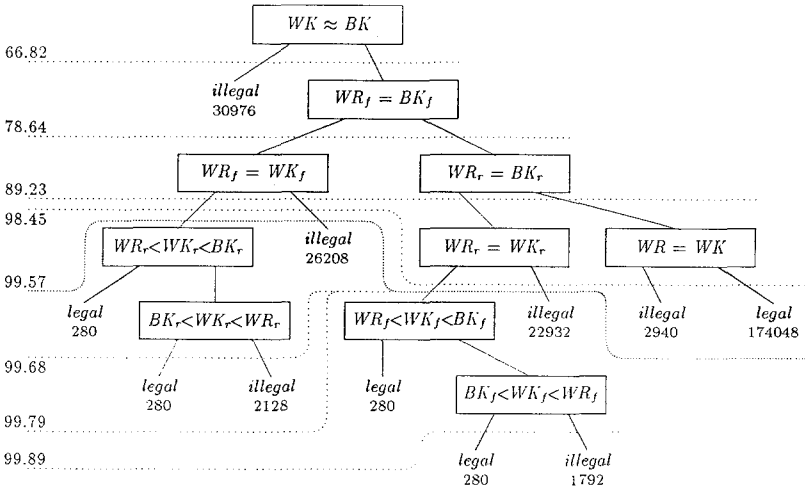 WK ≈ BK
66.82
illegal
30976
WR_f = BK_f
78.64
WR_f = WK_f
WR_r = BK_r
89.23
98.45
WR_r<WK_r<BK_r
illegal
26208
WR_r = WK_r
WR = WK
99.57
legal
280
BK_r<WK_r<WR_r
WR_f<WK_f<BK_f
illegal
22932
illegal
2940
legal
174048
99.68
legal
280
illegal
2128
legal
280
BK_f<WK_f<WR_f
99.79
99.89
legal
280
illegal
1792